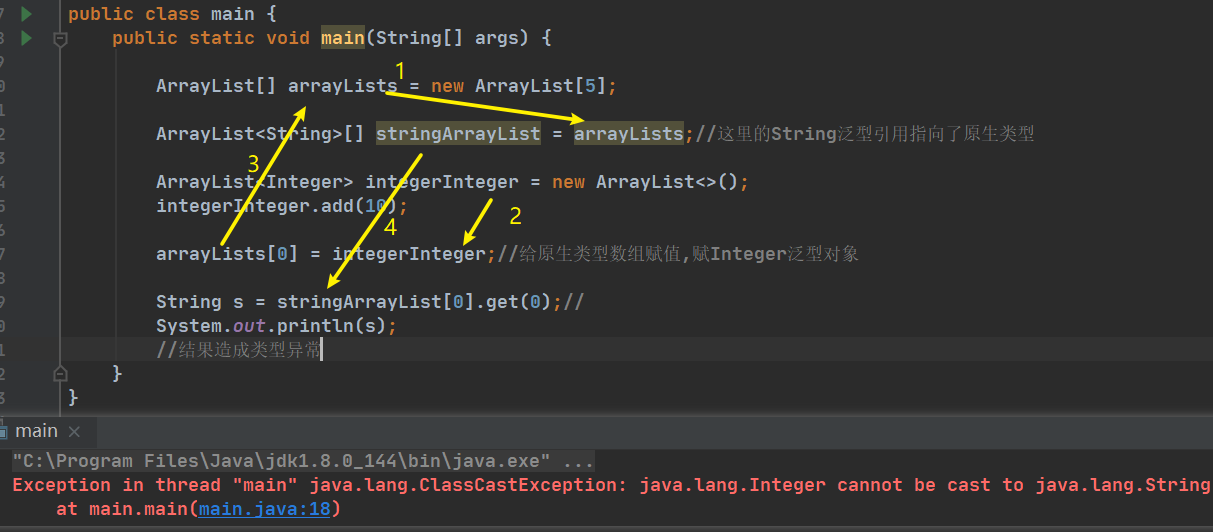 7 public class main {
8 public static void main(String[] args) {
9
0 ArrayList[] arrayLists = new ArrayList[5];
1
1
2 ArrayList<String>[] stringArrayList = arrayLists;//这里的String泛型引用指向了原生类型
3
3
4 ArrayList<Integer> integerInteger = new ArrayList<>();
5 integerInteger.add(10);
4
2
6
7 arrayLists[0] = integerInteger;//给原生类型数组赋值,赋Integer泛型对象
8
9 String s = stringArrayList[0].get(0);//
0 System.out.println(s);
1 //结果造成类型异常
2 }
3 }
main ×
"C:\Program Files\Java\jdk1.8.0_144\bin\java.exe" ...
Exception in thread "main" java.lang.ClassCastException: java.lang.Integer cannot be cast to java.lang.String
at main.main(main.java:18)